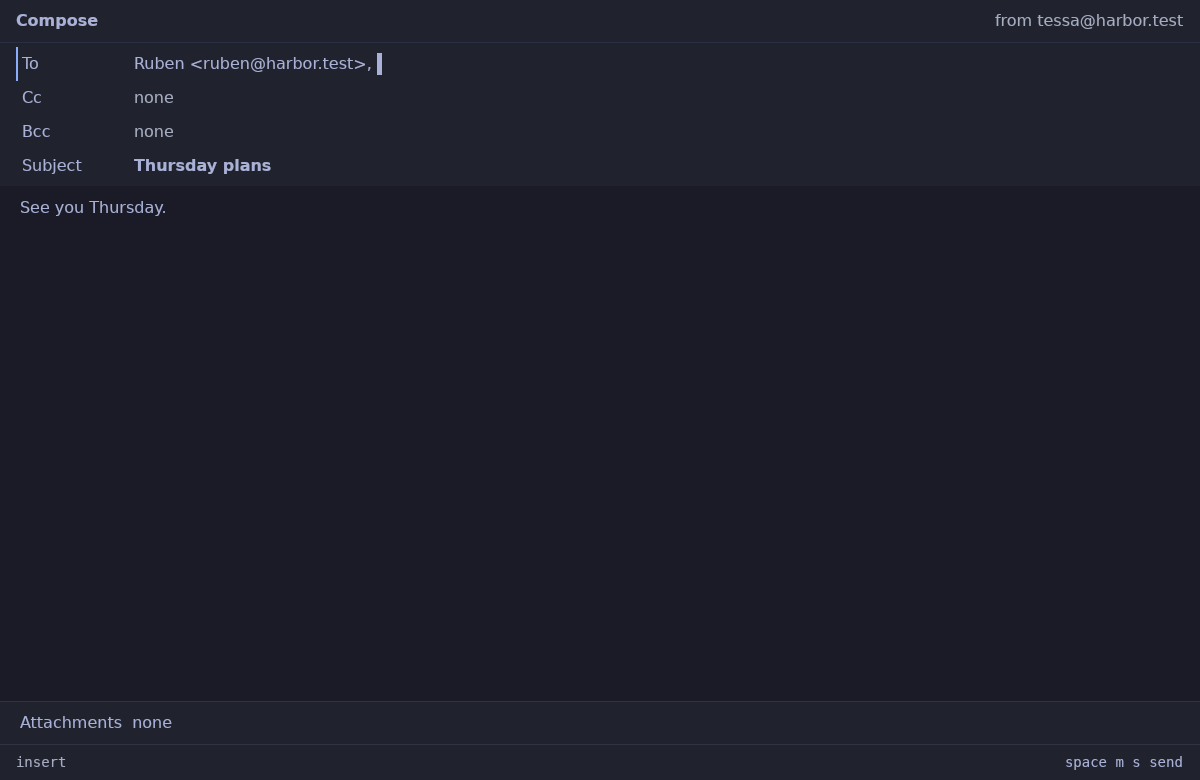 Compose from tessa@harbor.test
To Ruben <ruben@harbor.test>,
Cc none
Bcc none
Subject Thursday plans
See you Thursday.
Attachments none
insert space m s send